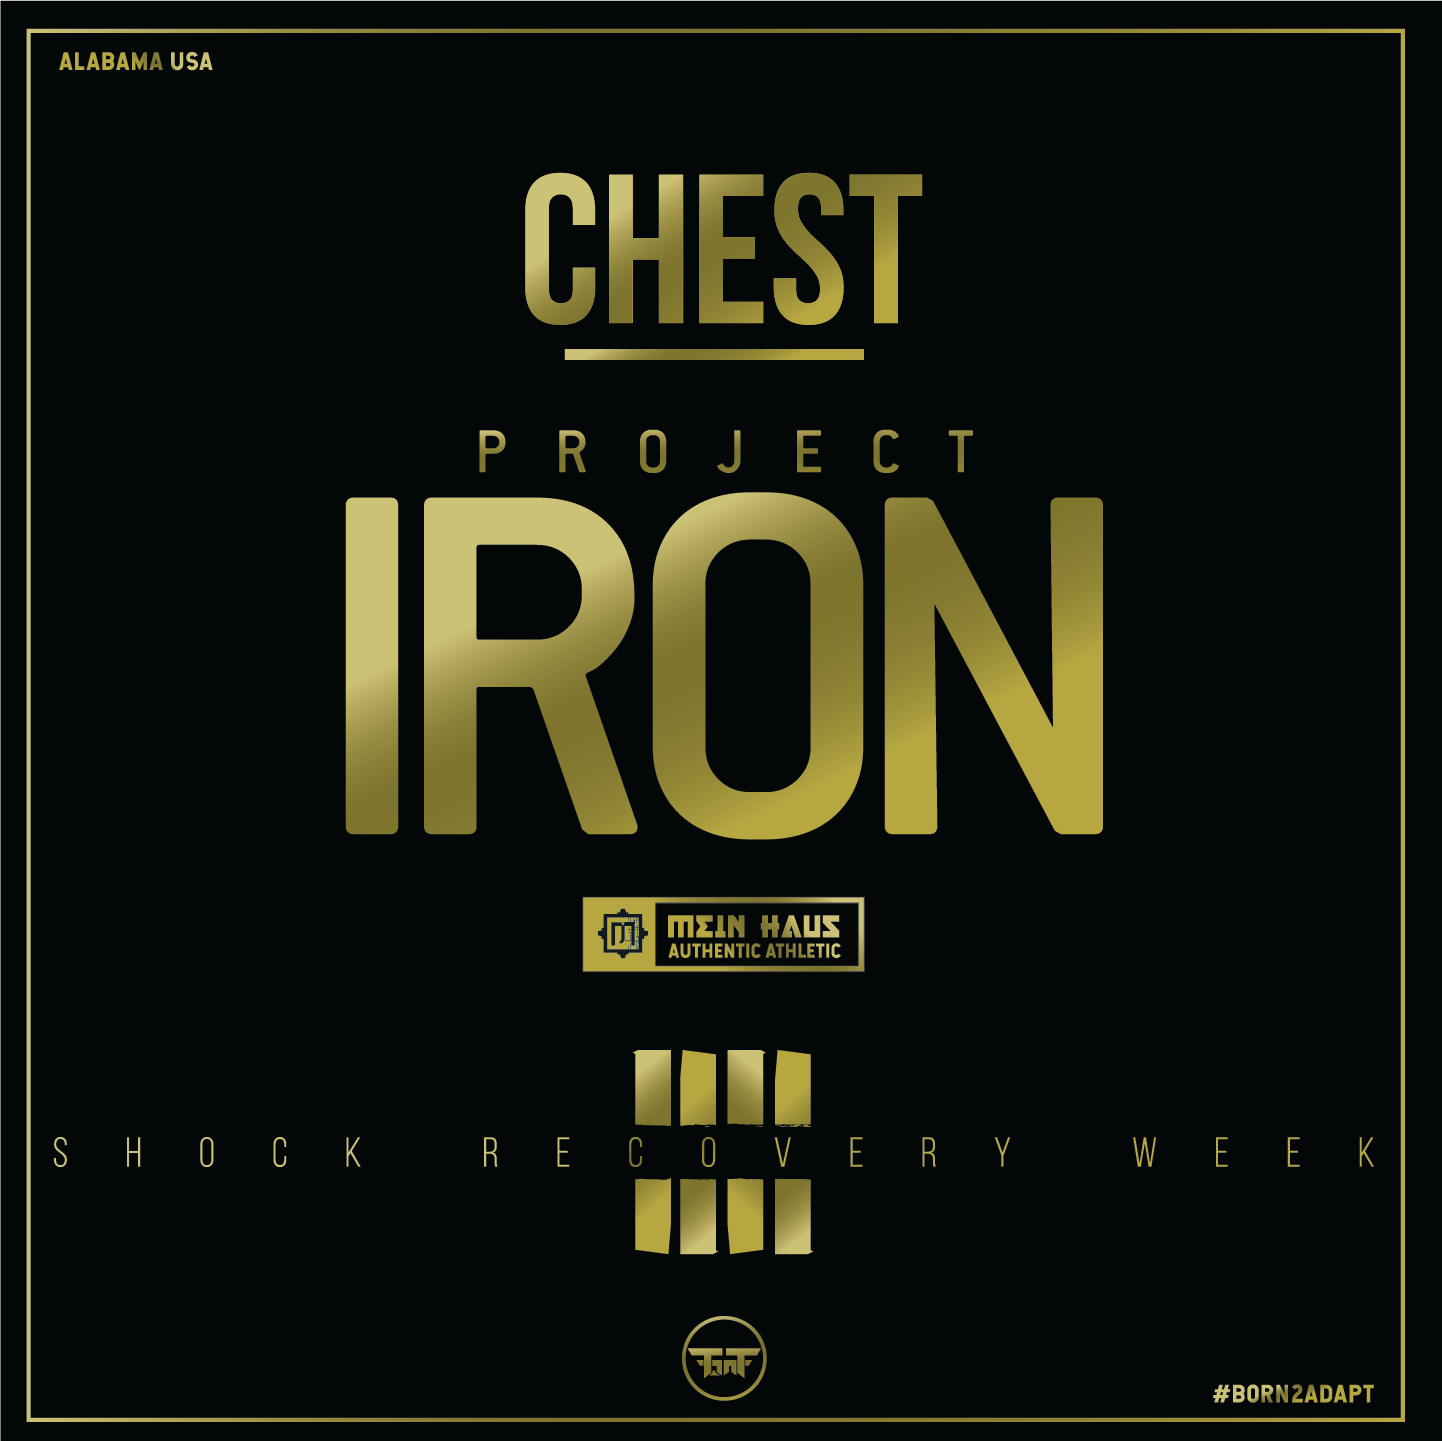 ALABAMA USA
CHEST
PROJECT
IRON
MEIN HAUS
AUTHENTIC ATHLETIC
SHOCK RECOVERY WEEK
#BORN2ADAPT